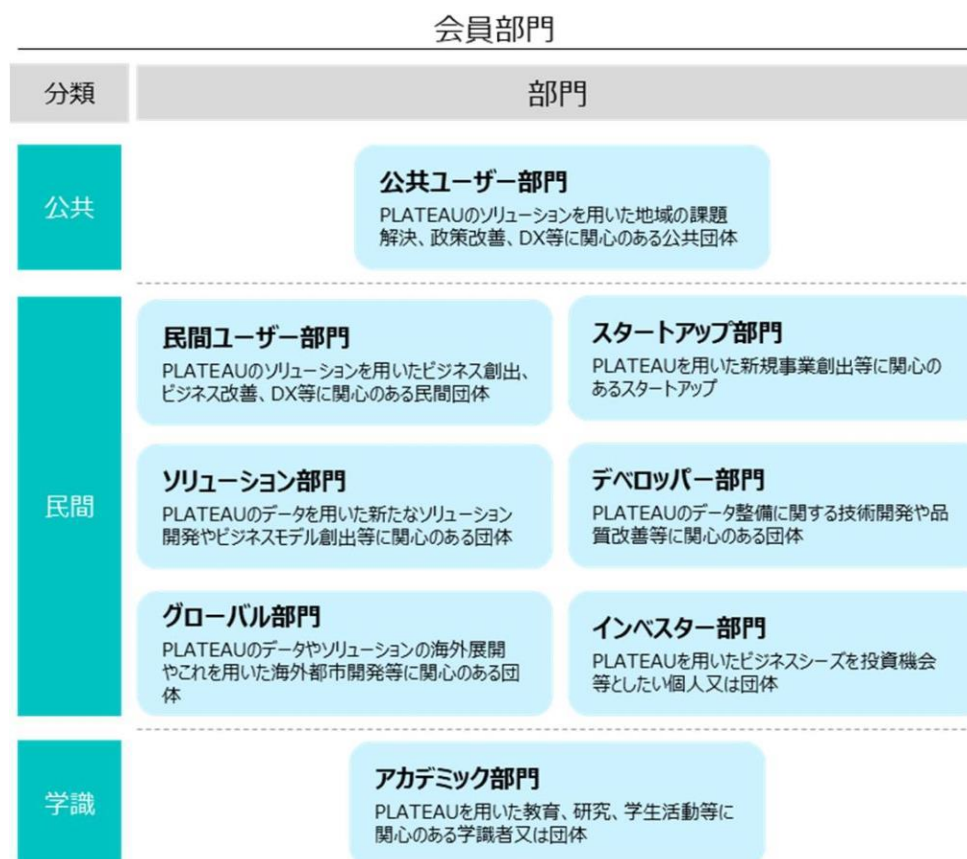 会員部門
分類
部門
公共
公共ユーザー部門
PLATEAUのソリューションを用いた地域の課題
解決、政策改善、DX等に関心のある公共団体
民間
民間ユーザー部門
PLATEAUのソリューションを用いたビジネス創出、
ビジネス改善、DX等に関心のある民間団体
スタートアップ部門
PLATEAUを用いた新規事業創出等に関心の
あるスタートアップ
ソリューション部門
PLATEAUのデータを用いた新たなソリューション
開発やビジネスモデル創出等に関心のある団体
デベロッパー部門
PLATEAUのデータ整備に関する技術開発や品
質改善等に関心のある団体
グローバル部門
PLATEAUのデータやソリューションの海外展開
やこれを用いた海外都市開発等に関心のある団
体
インベスター部門
PLATEAUを用いたビジネスシーズを投資機会
等としたい個人又は団体
学識
アカデミック部門
PLATEAUを用いた教育、研究、学生活動等に
関心のある学識者又は団体